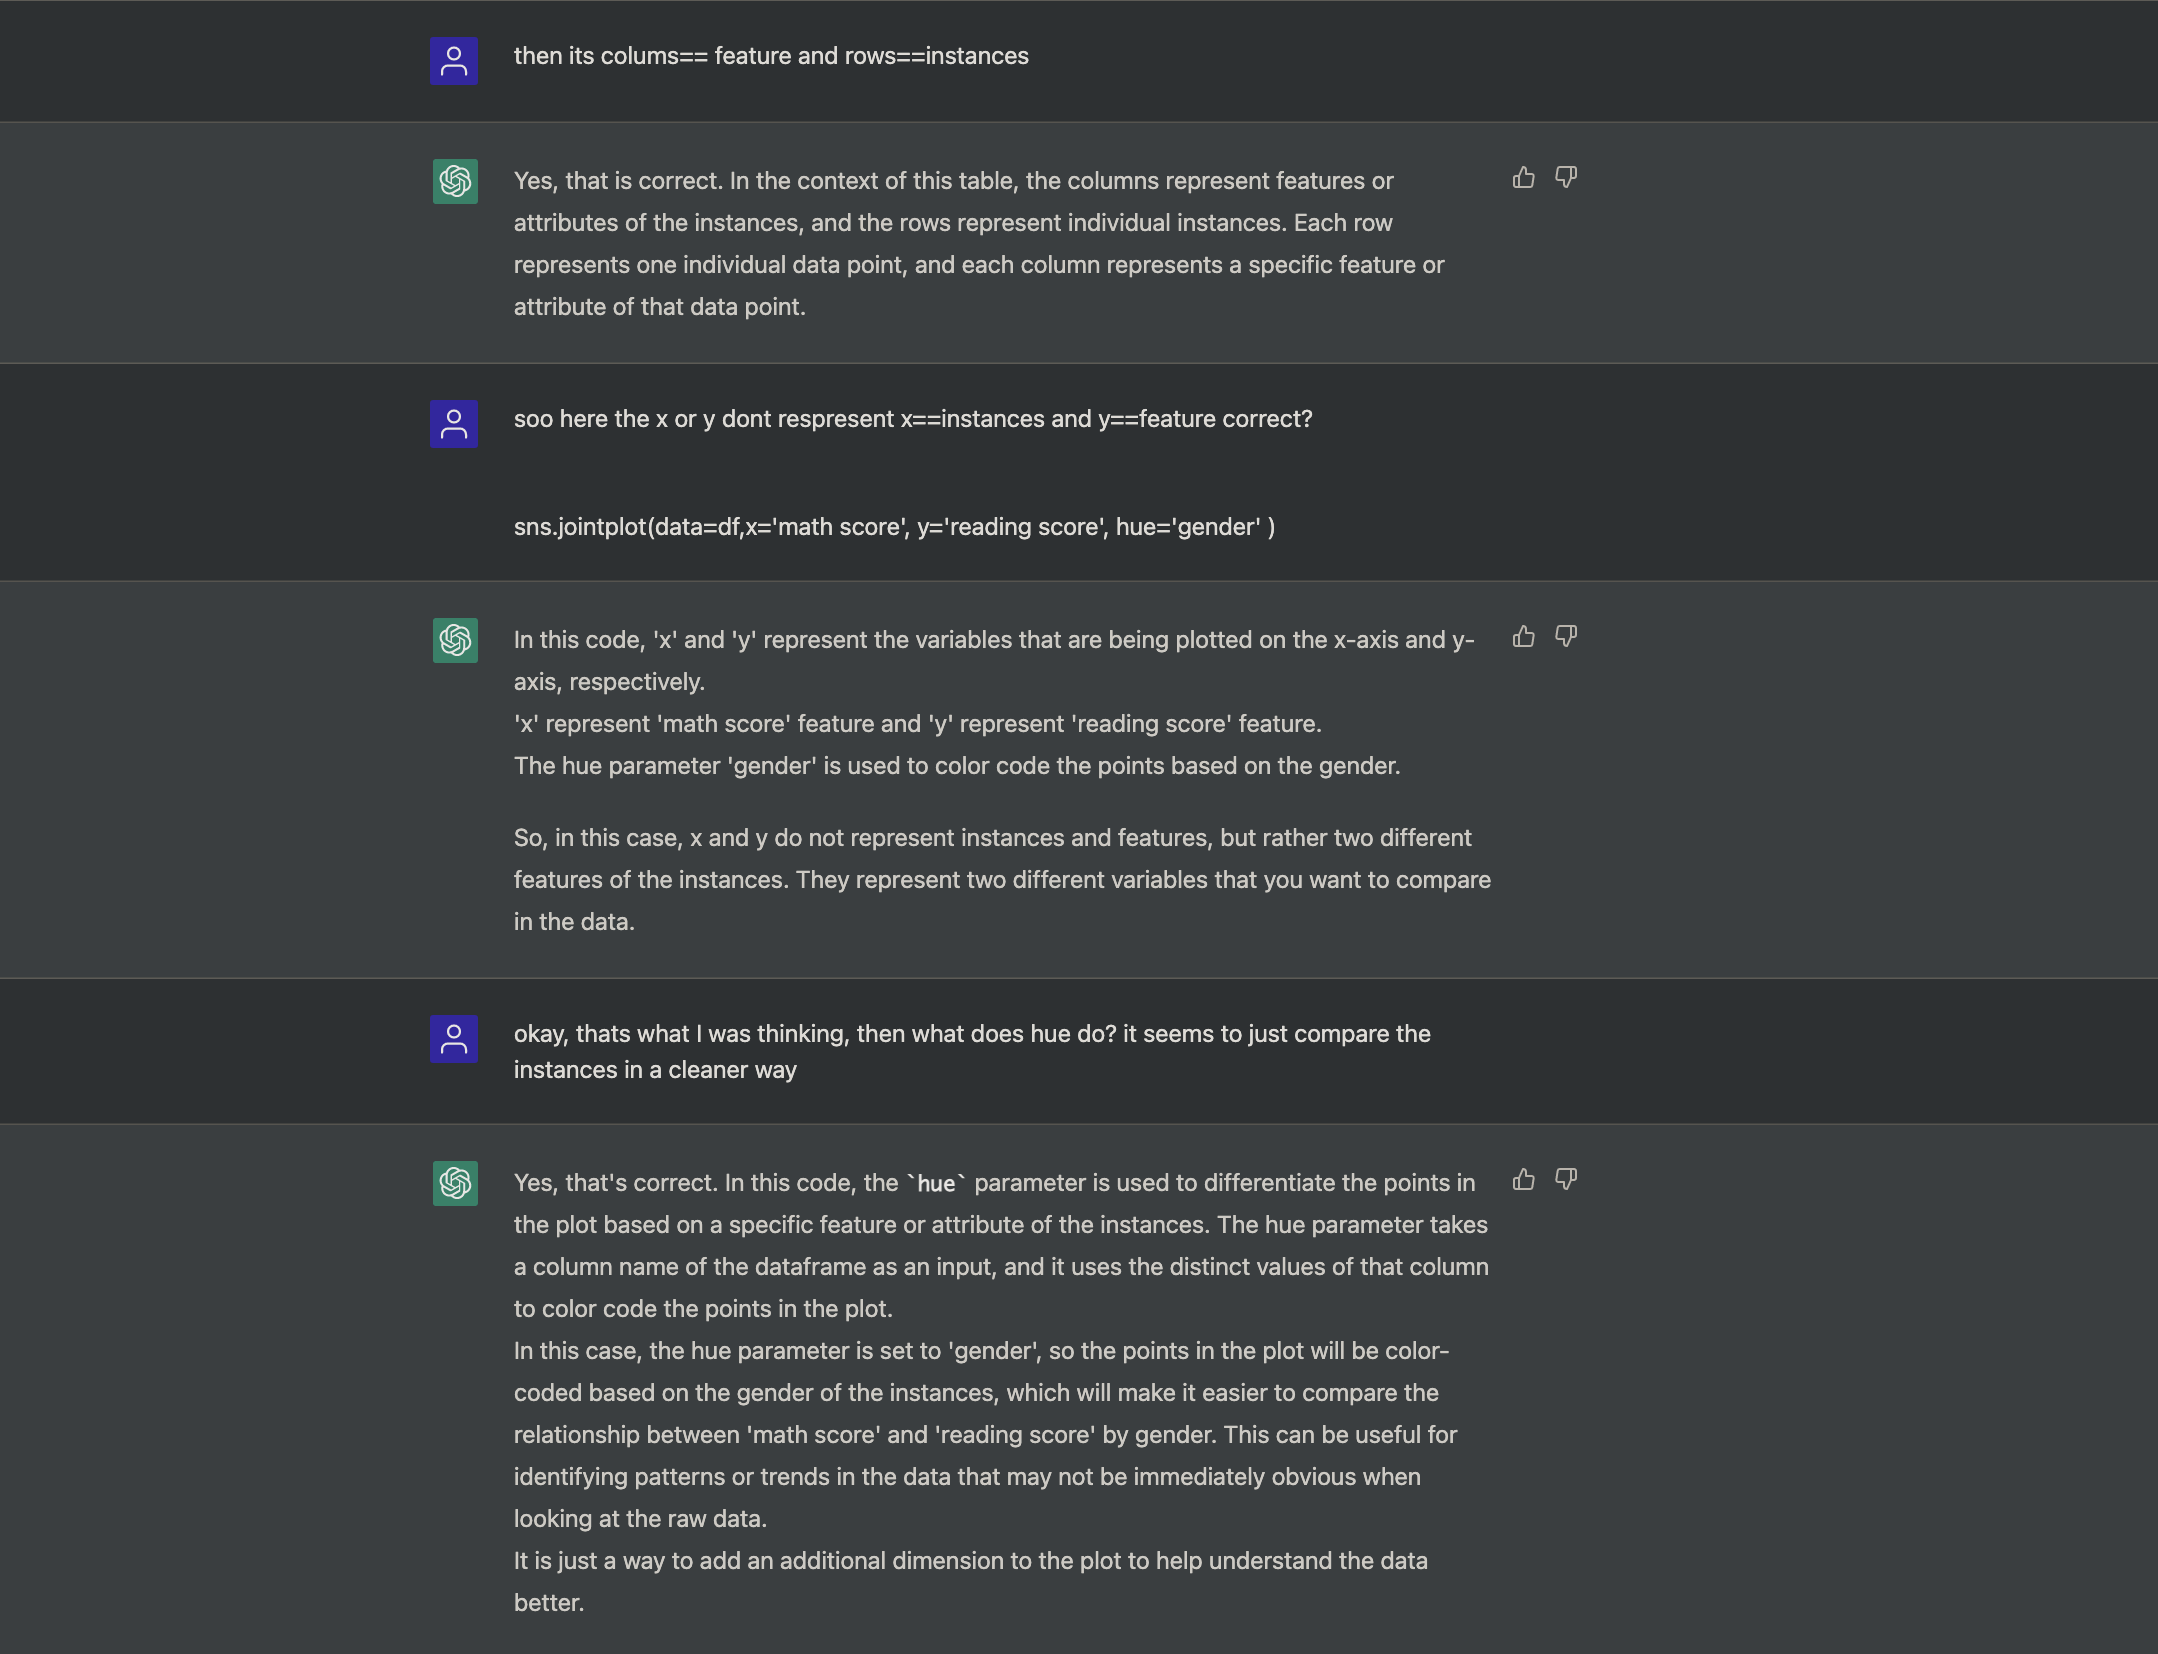 then its colums== feature and rows==instances
Yes, that is correct. In the context of this table, the columns represent features or
attributes of the instances, and the rows represent individual instances. Each row
represents one individual data point, and each column represents a specific feature or
attribute of that data point.
soo here the x or y dont respresent x==instances and y==feature correct?
sns.jointplot(data=df,x='math score', y='reading score', hue='gender' )
In this code, 'x' and 'y' represent the variables that are being plotted on the x-axis and y-
axis, respectively.
'x' represent 'math score' feature and 'y' represent 'reading score' feature.
The hue parameter 'gender' is used to color code the points based on the gender.
So, in this case, x and y do not represent instances and features, but rather two different
features of the instances. They represent two different variables that you want to compare
in the data.
okay, thats what I was thinking, then what does hue do? it seems to just compare the
instances in a cleaner way
Yes, that's correct. In this code, the `hue` parameter is used to differentiate the points in
the plot based on a specific feature or attribute of the instances. The hue parameter takes
a column name of the dataframe as an input, and it uses the distinct values of that column
to color code the points in the plot.
In this case, the hue parameter is set to 'gender', so the points in the plot will be color-
coded based on the gender of the instances, which will make it easier to compare the
relationship between 'math score' and 'reading score' by gender. This can be useful for
identifying patterns or trends in the data that may not be immediately obvious when
looking at the raw data.
It is just a way to add an additional dimension to the plot to help understand the data
better.